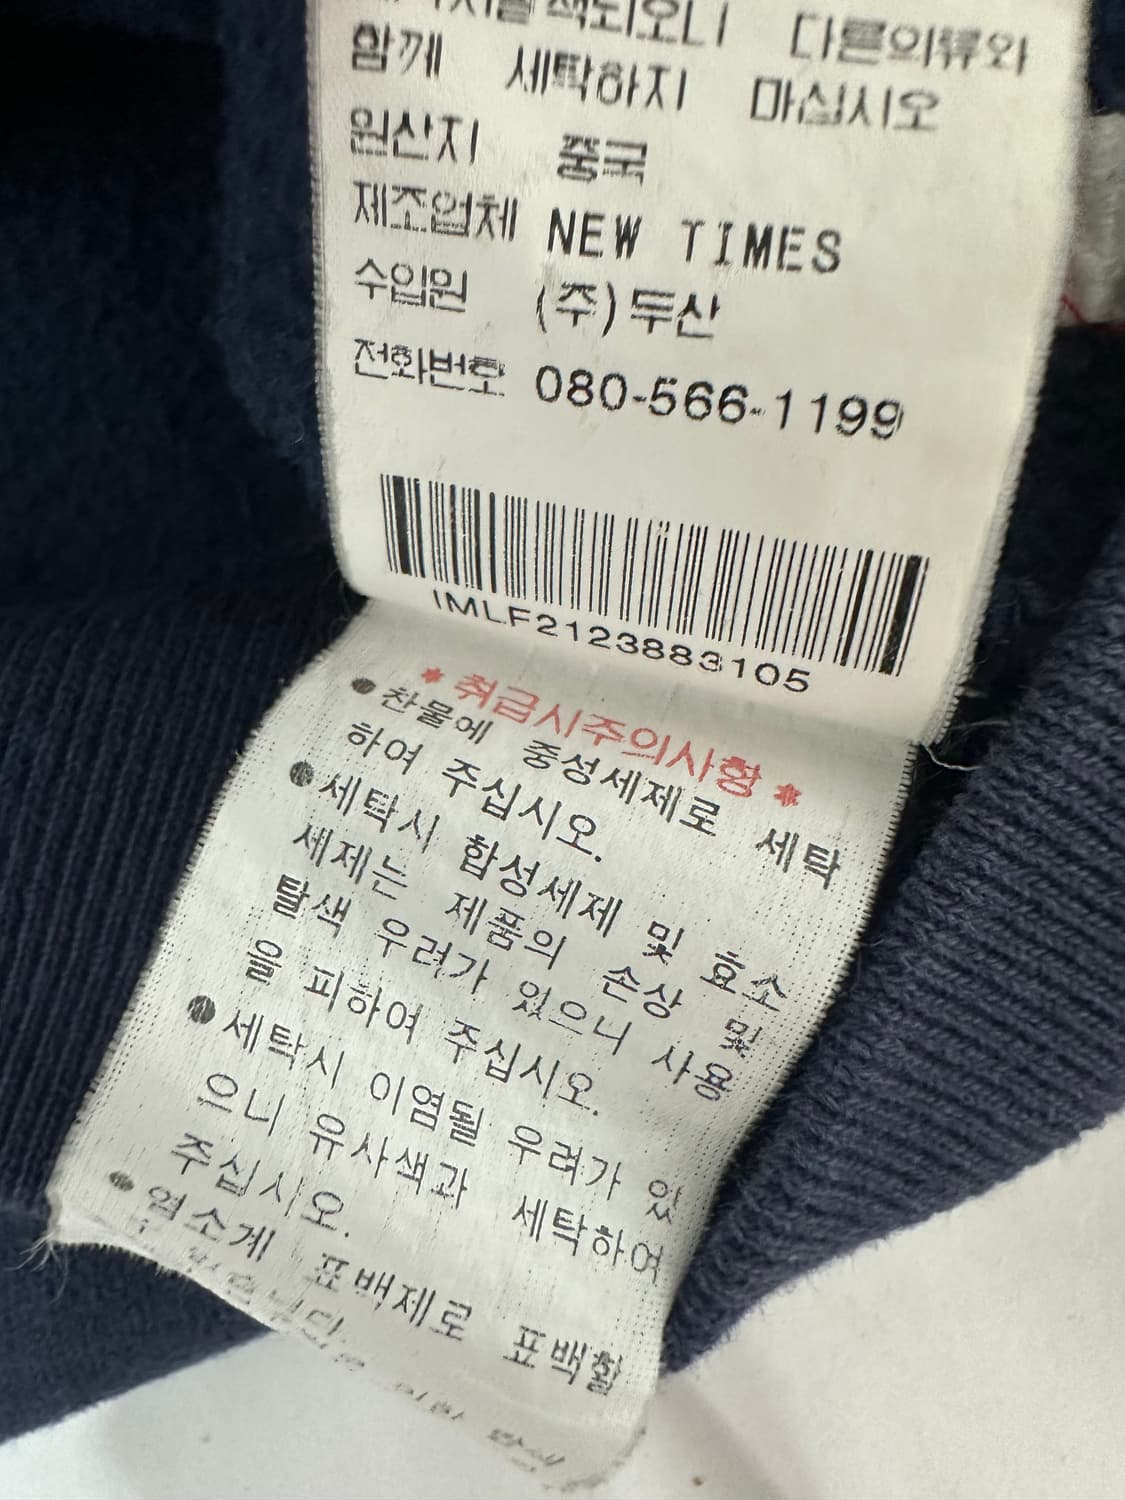 탈색되오니 다른의류와
함께 세탁하지 마십시오
원산지 중국
제조업체 NEW TIMES
수입원 (주)두산
전화번호 080-566-1199
IMLF2123883105
* 취급시주의사항 *
● 찬물에 중성세제로 세탁
하여 주십시오.
● 세탁시 합성세제 및 효소
세제는 제품의 손상 및
탈색 우려가 있으니 사용
을 피하여 주십시오.
● 세탁시 이염될 우려가 있
으니 유사색과 세탁하여
주십시오.
● 염소계 표백제로 표백할